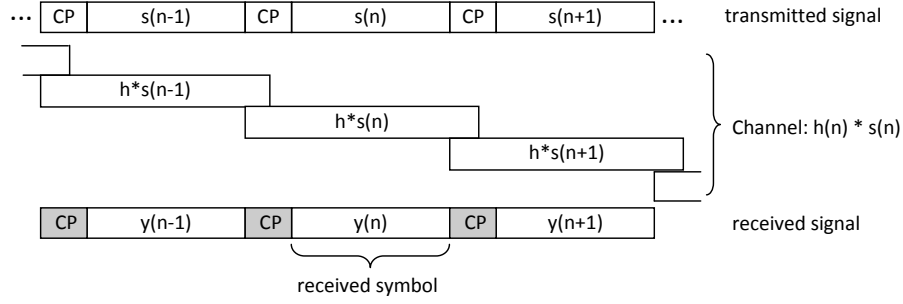 ... CP s(n-1) CP s(n) CP s(n+1) ... transmitted signal
h*s(n-1)
h*s(n)
Channel: h(n) * s(n)
h*s(n+1)
CP y(n-1) CP y(n) CP y(n+1) received signal
received symbol